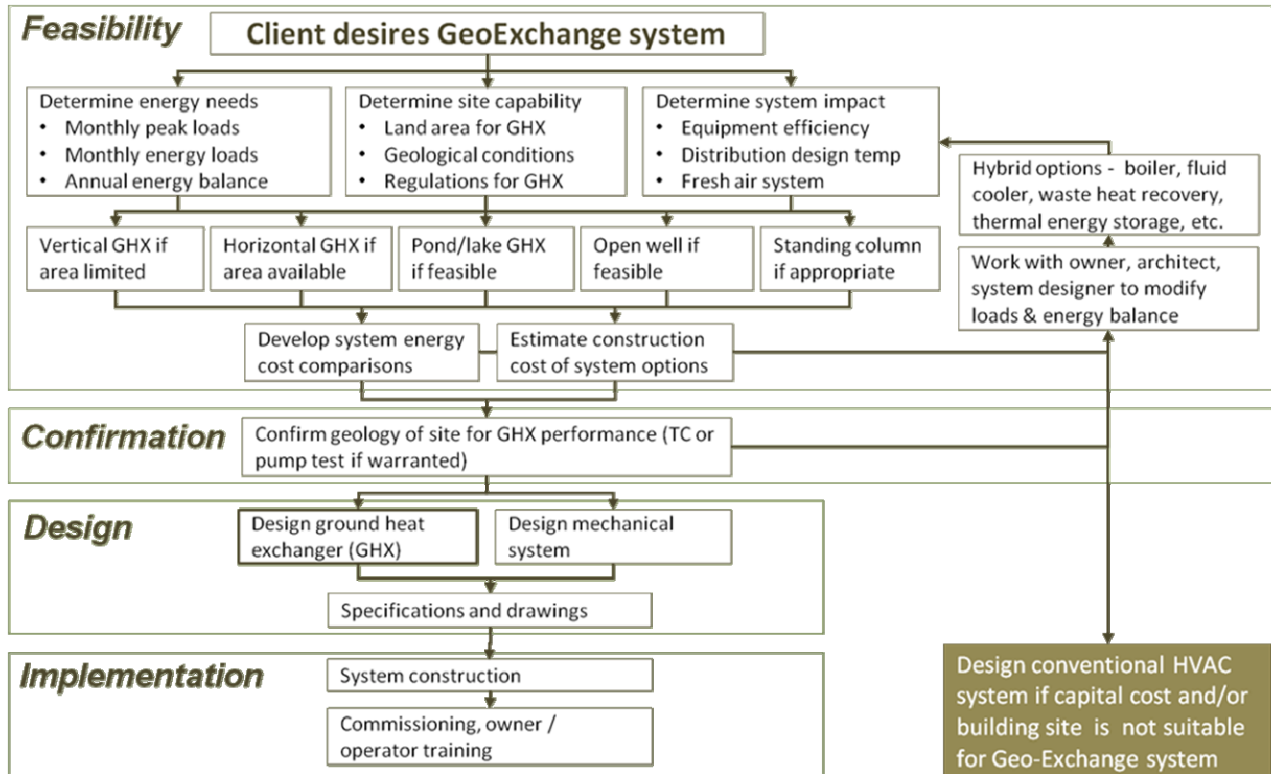 Feasibility
Client desires GeoExchange system
Determine energy needs
• Monthly peak loads
• Monthly energy loads
• Annual energy balance
Determine site capability
• Land area for GHX
• Geological conditions
• Regulations for GHX
Determine system impact
• Equipment efficiency
• Distribution design temp
• Fresh air system
Hybrid options - boiler, fluid
cooler, waste heat recovery,
thermal energy storage, etc.
Vertical GHX if
area limited
Horizontal GHX if
area available
Pond/lake GHX
if feasible
Open well if
feasible
Standing column
if appropriate
Work with owner, architect,
system designer to modify
loads & energy balance
Develop system energy
cost comparisons
Estimate construction
cost of system options
Confirmation
Confirm geology of site for GHX performance (TC or
pump test if warranted)
Design
Design ground heat
exchanger (GHX)
Design mechanical
system
Specifications and drawings
Implementation
System construction
Commissioning, owner /
operator training
Design conventional HVAC
system if capital cost and/or
building site is not suitable
for Geo-Exchange system